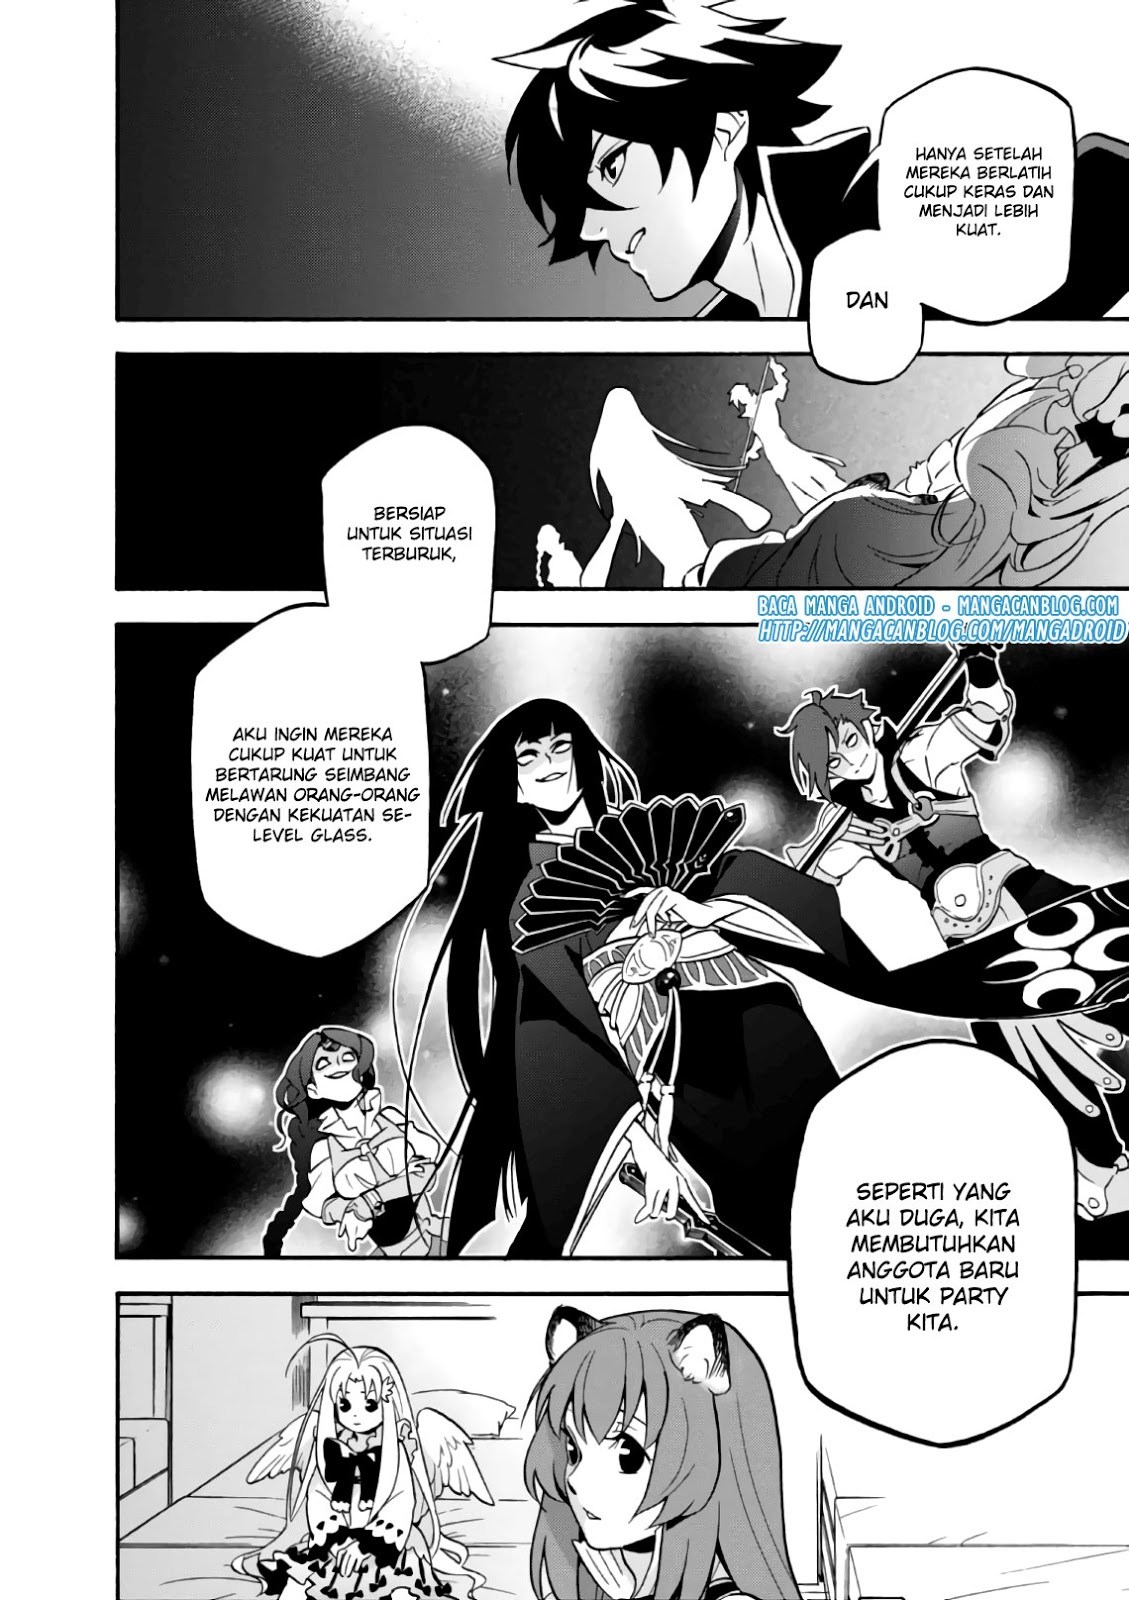 HANYA SETELAH
MEREKA BERLATIH
CUKUP KERAS DAN
MENJADI LEBIH
KUAT.
DAN
BERSIAP
UNTUK SITUASI
TERBURUK,
BACA MANGA ANDROID - MANGACANBLOG.COM
HTTP://MANGACANBLOG.COM/MANGADROID
AKU INGIN MEREKA
CUKUP KUAT UNTUK
BERTARUNG SEIMBANG
MELAWAN ORANG-ORANG
DENGAN KEKUATAN SE-
LEVEL GLASS.
SEPERTI YANG
AKU DUGA, KITA
MEMBUTUHKAN
ANGGOTA BARU
UNTUK PARTY
KITA.